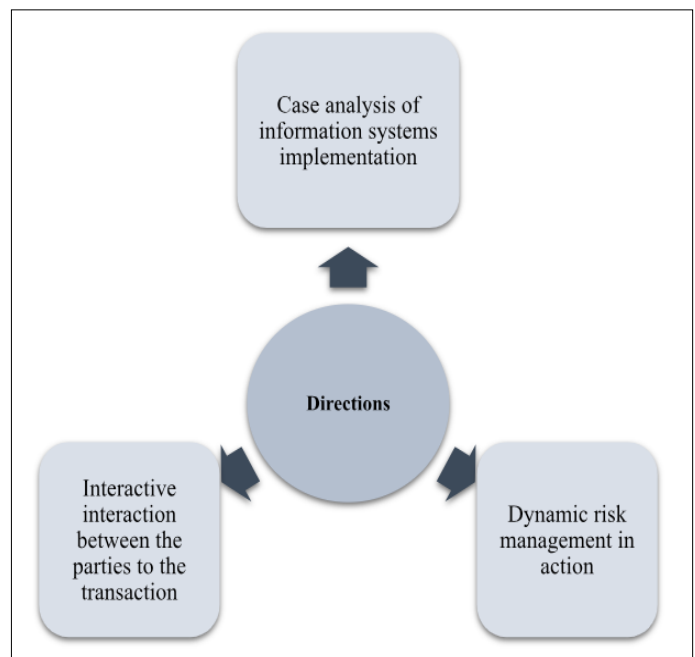 Case analysis of
information systems
implementation
Directions
Interactive
interaction
between the
parties to the
transaction
Dynamic risk
management in
action